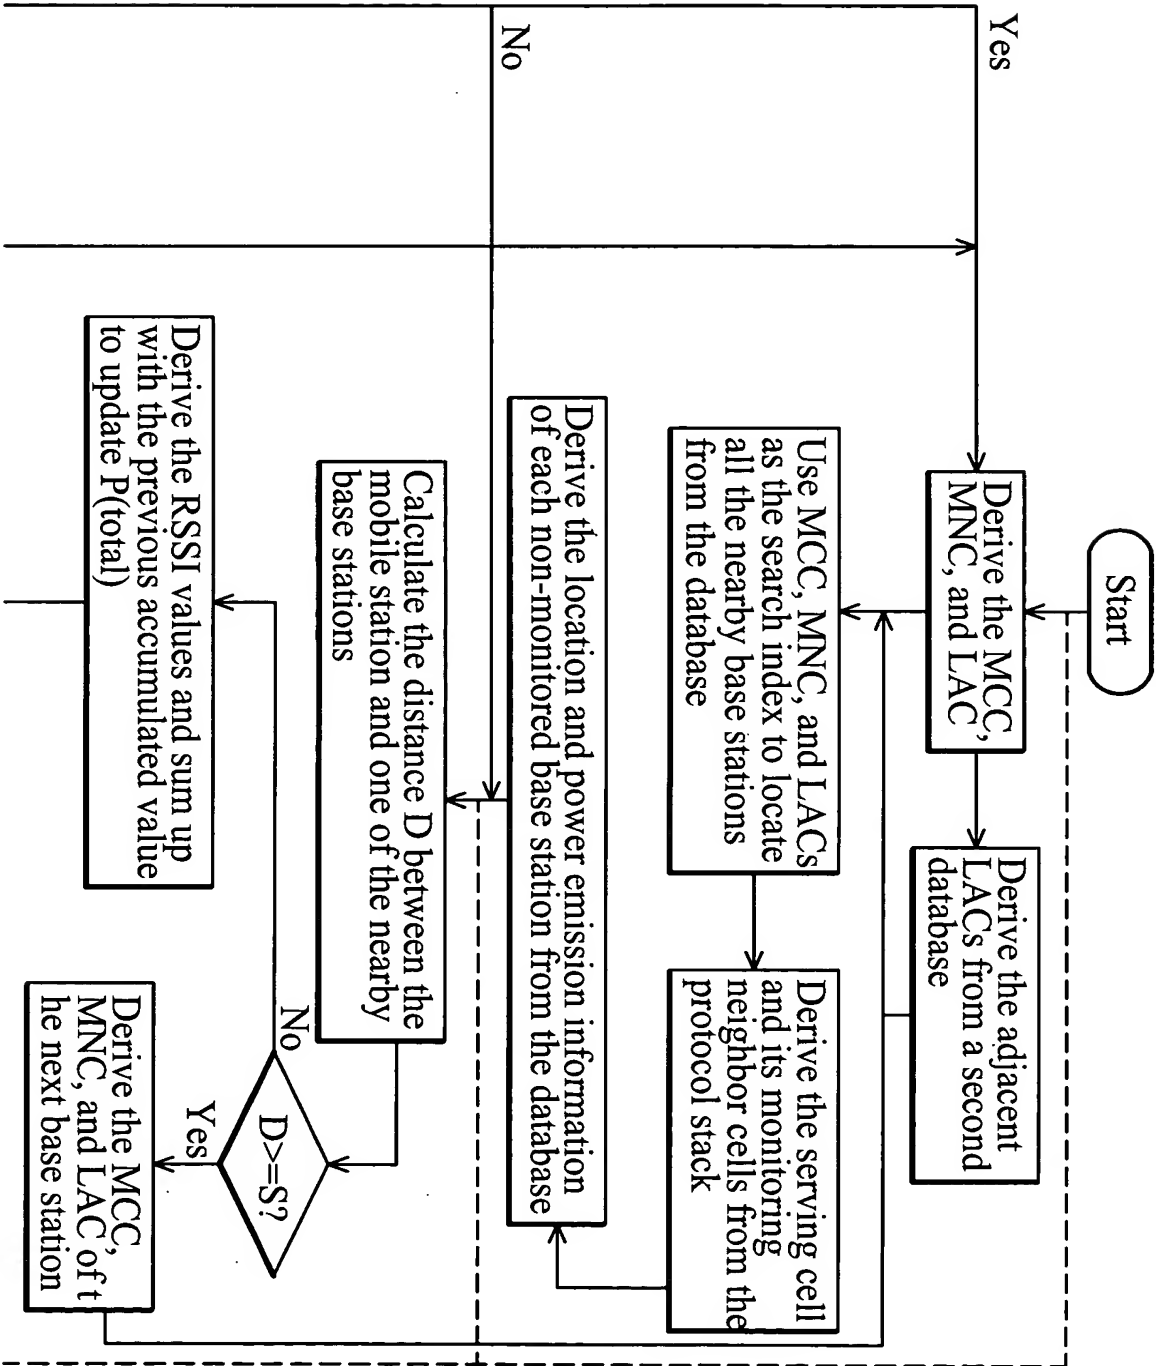 Start
Yes
Derive the MCC,
MNC, and LAC
Derive the adjacent
LACs from a second
database
Use MCC, MNC, and LACs
as the search index to locate
all the nearby base stations
from the database
Derive the serving cell
and its monitoring
neighbor cells from the
protocol stack
Derive the location and power emission information
of each non-monitored base station from the database
No
Calculate the distance D between the
mobile station and one of the nearby
base stations
D>=S?
No
Yes
Derive the RSSI values and sum up
with the previous accumulated value
to update P(total)
Derive the MCC,
MNC, and LAC of t
he next base station